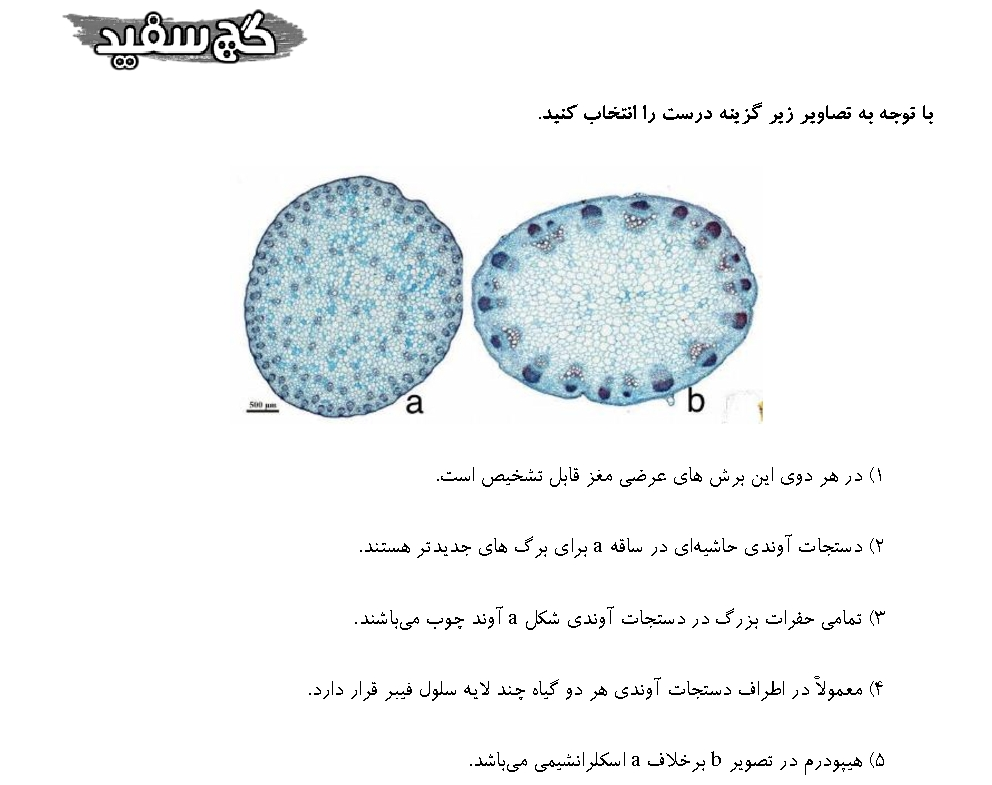 گچ سفید
با توجه به تصاویر زیر گزینه درست را انتخاب کنید.
500 µm
a
b
۱) در هر دوی این برش های عرضی مغز قابل تشخیص است.
۲) دستجات آوندی حاشیه‌ای در ساقه a برای برگ های جدیدتر هستند.
۳) تمامی حفرات بزرگ در دستجات آوندی شکل a آوند چوب می‌باشند.
۴) معمولاً در اطراف دستجات آوندی هر دو گیاه چند لایه سلول فیبر قرار دارد.
۵) هیپودرم در تصویر b برخلاف a اسکلرانشیمی می‌باشد.